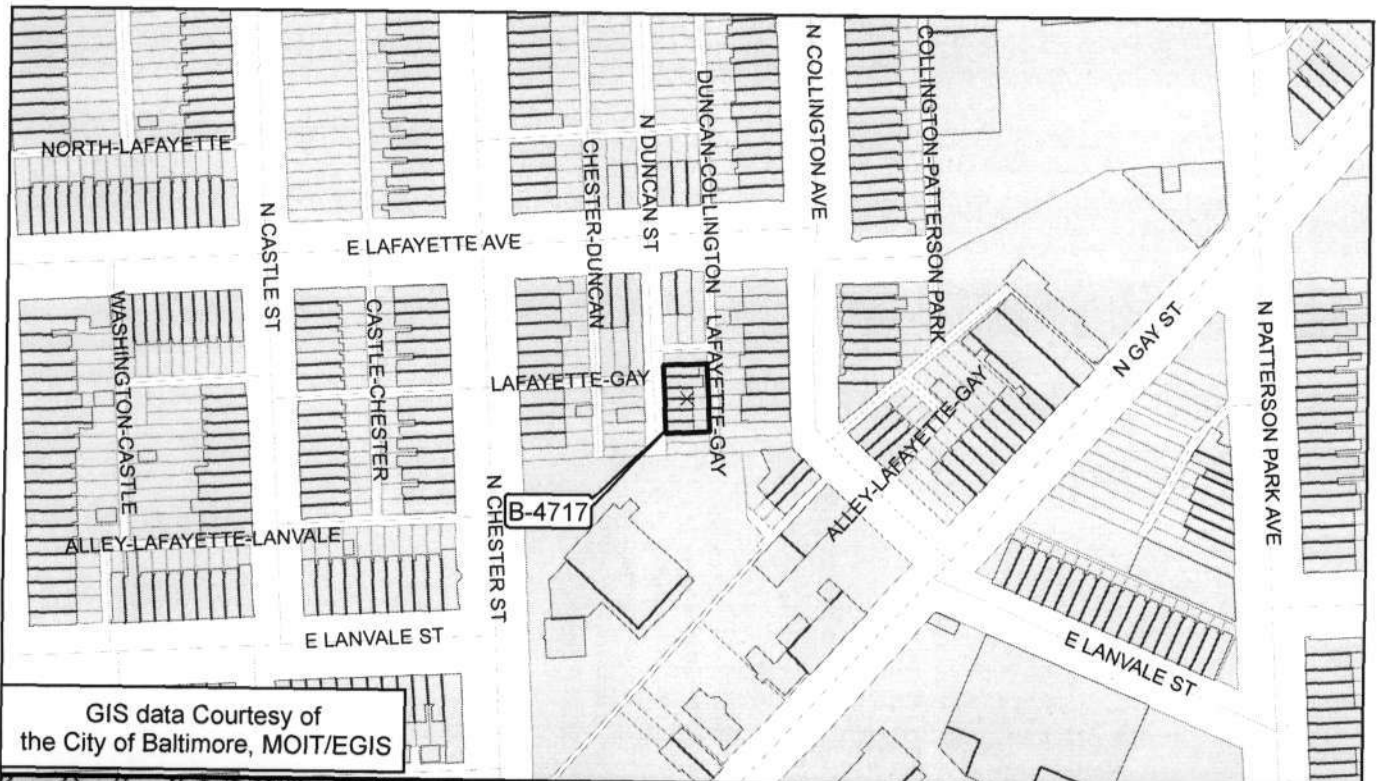 N COLLINGTON AVE
COLLINGTON-PATTERSON PARK
DUNCAN-COLLINGTON
NORTH-LAFAYETTE
N DUNCAN ST
CHESTER-DUNCAN
N CASTLE ST
E LAFAYETTE AVE
WASHINGTON-CASTLE
CASTLE-CHESTER
LAFAYETTE-GAY
LAFAYETTE-GAY
N GAY ST
N PATTERSON PARK AVE
ALLEY-LAFAYETTE-GAY
N CHESTER ST
B-4717
ALLEY-LAFAYETTE-LANVALE
E LANVALE ST
E LANVALE ST
GIS data Courtesy of
the City of Baltimore, MOIT/EGIS